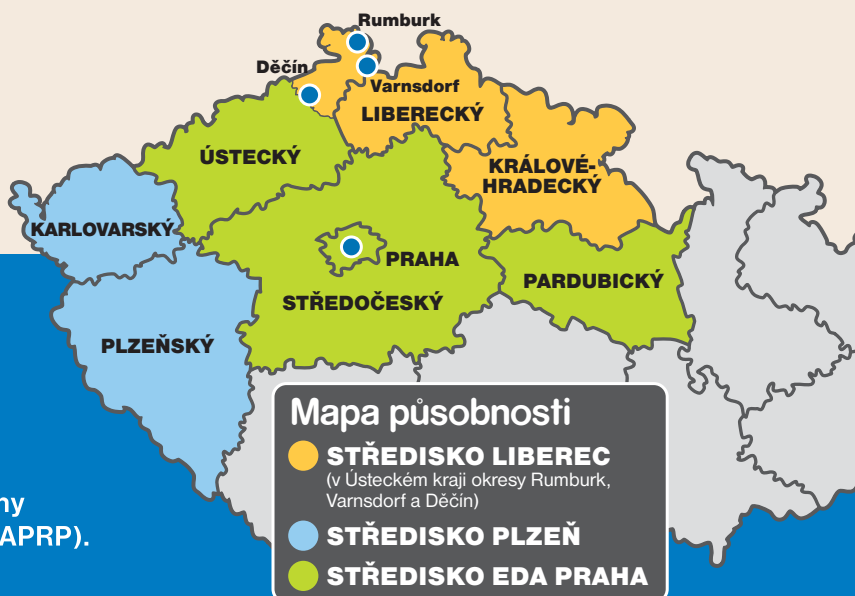 Rumburk
Děčín
Varnsdorf
LIBERECKÝ
ÚSTECKÝ
KRÁLOVÉ-
HRADECKÝ
KARLOVARSKÝ
PRAHA
PARDUBICKÝ
STŘEDOČESKÝ
PLZEŇSKÝ
Mapa působnosti
STŘEDISKO LIBEREC
(v Ústeckém kraji okresy Rumburk,
Varnsdorf a Děčín)
STŘEDISKO PLZEŇ
STŘEDISKO EDA PRAHA
ny
APRP).